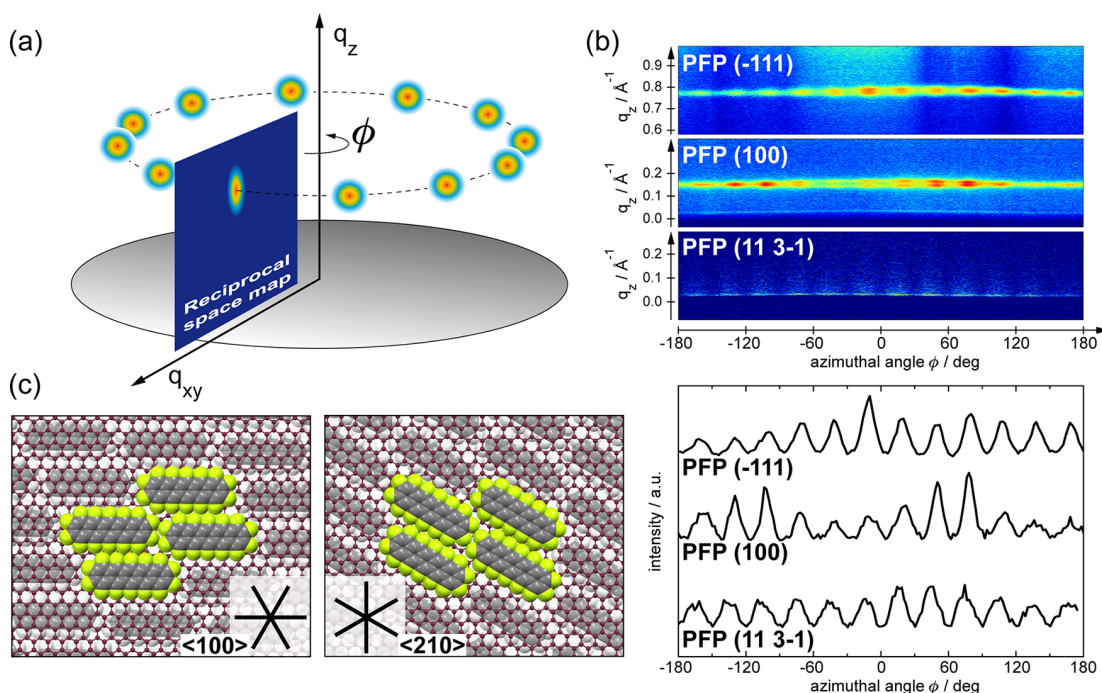 (a)
q_z
ϕ
Reciprocal
space map
q_xy
(b)
PFP (-111)
0.9
0.8
0.7
0.6
q_z / Å⁻¹
PFP (100)
0.2
0.1
0.0
q_z / Å⁻¹
PFP (11 3-1)
0.2
0.1
0.0
q_z / Å⁻¹
-180 -120 -60 0 60 120 180
azimuthal angle ϕ / deg
(c)
<100>
<210>
PFP (-111)
PFP (100)
PFP (11 3-1)
intensity / a.u.
-180 -120 -60 0 60 120 180
azimuthal angle ϕ / deg